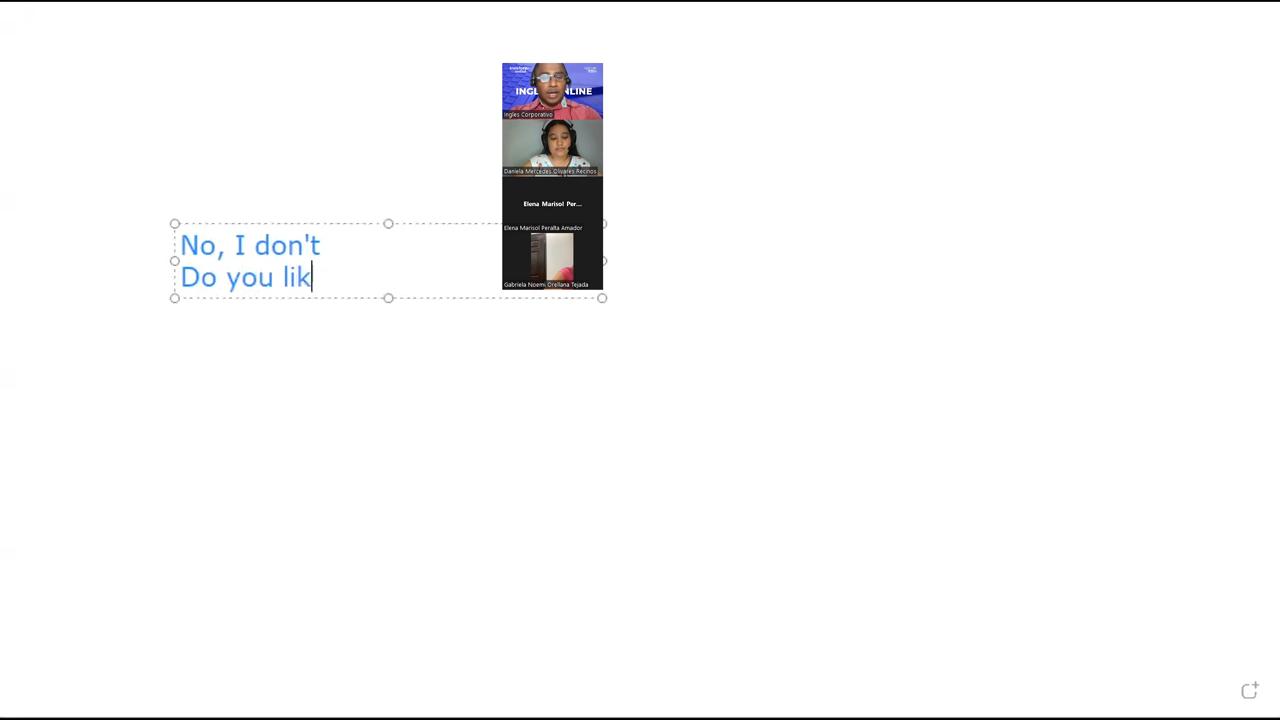 INGL
NLINE
Ingles Corporativo
Daniela Mercedes Olivares Recinos
Elena Marisol Per...
Elena Marisol Peralta Amador
Gabriela Noemi Orellana Tejada
No, I don't
Do you lik